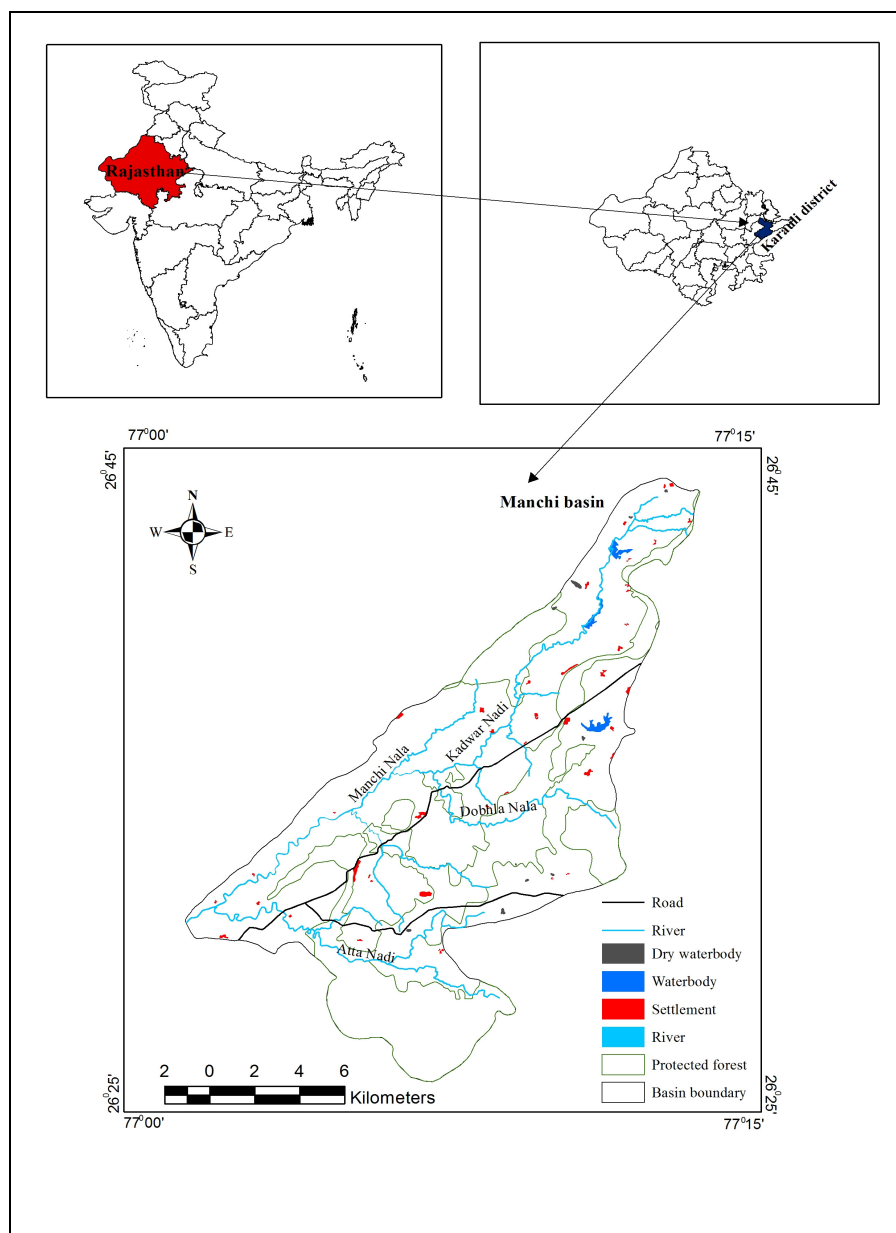 Rajasthan
Karauli district
77⁰00'
77⁰15'
26⁰45'
26⁰45'
Manchi basin
N
W
E
S
Manchi Nala
Kadwar Nadi
Dobhla Nala
Atta Nadi
Road
River
Dry waterbody
Waterbody
Settlement
River
Protected forest
Basin boundary
2 0 2 4 6
Kilometers
26⁰25'
26⁰25'
77⁰00'
77⁰15'